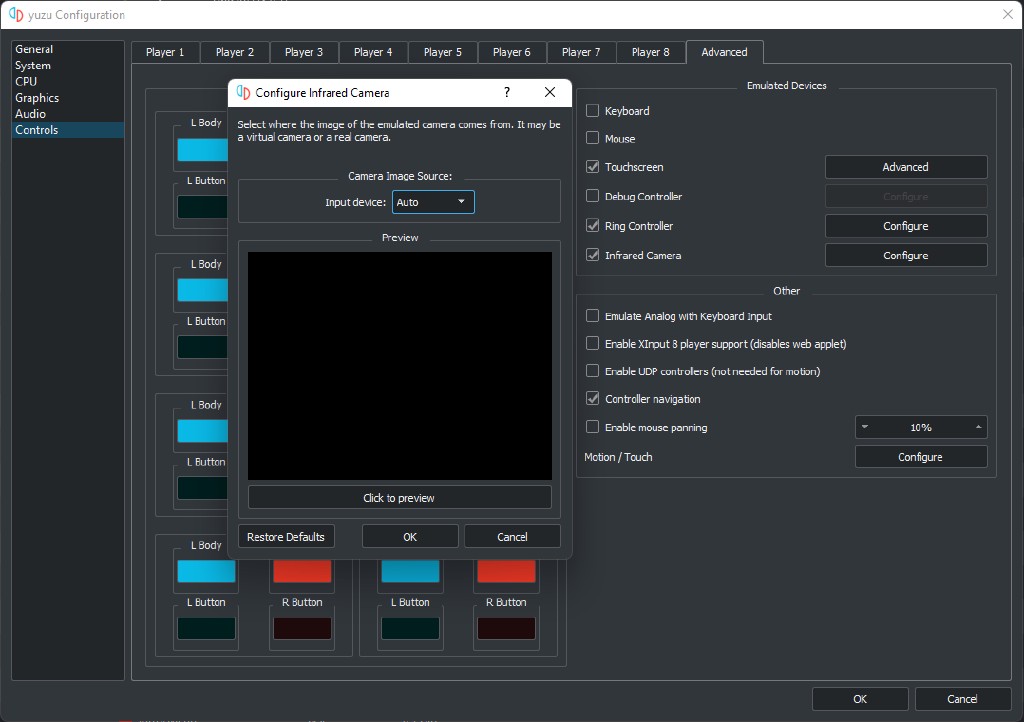 yuzu Configuration
General
System
CPU
Graphics
Audio
Controls
Player 1
Player 2
Player 3
Player 4
Player 5
Player 6
Player 7
Player 8
Advanced
L Body
L Button
L Body
L Button
L Body
L Button
L Body
L Button
R Button
L Button
R Button
Configure Infrared Camera
?
Select where the image of the emulated camera comes from. It may be
a virtual camera or a real camera.
Camera Image Source:
Input device: Auto
Preview
Click to preview
Restore Defaults
OK
Cancel
Emulated Devices
Keyboard
Mouse
Touchscreen
Advanced
Debug Controller
Configure
Ring Controller
Configure
Infrared Camera
Configure
Other
Emulate Analog with Keyboard Input
Enable XInput 8 player support (disables web applet)
Enable UDP controllers (not needed for motion)
Controller navigation
Enable mouse panning
10%
Motion / Touch
Configure
OK
Cancel